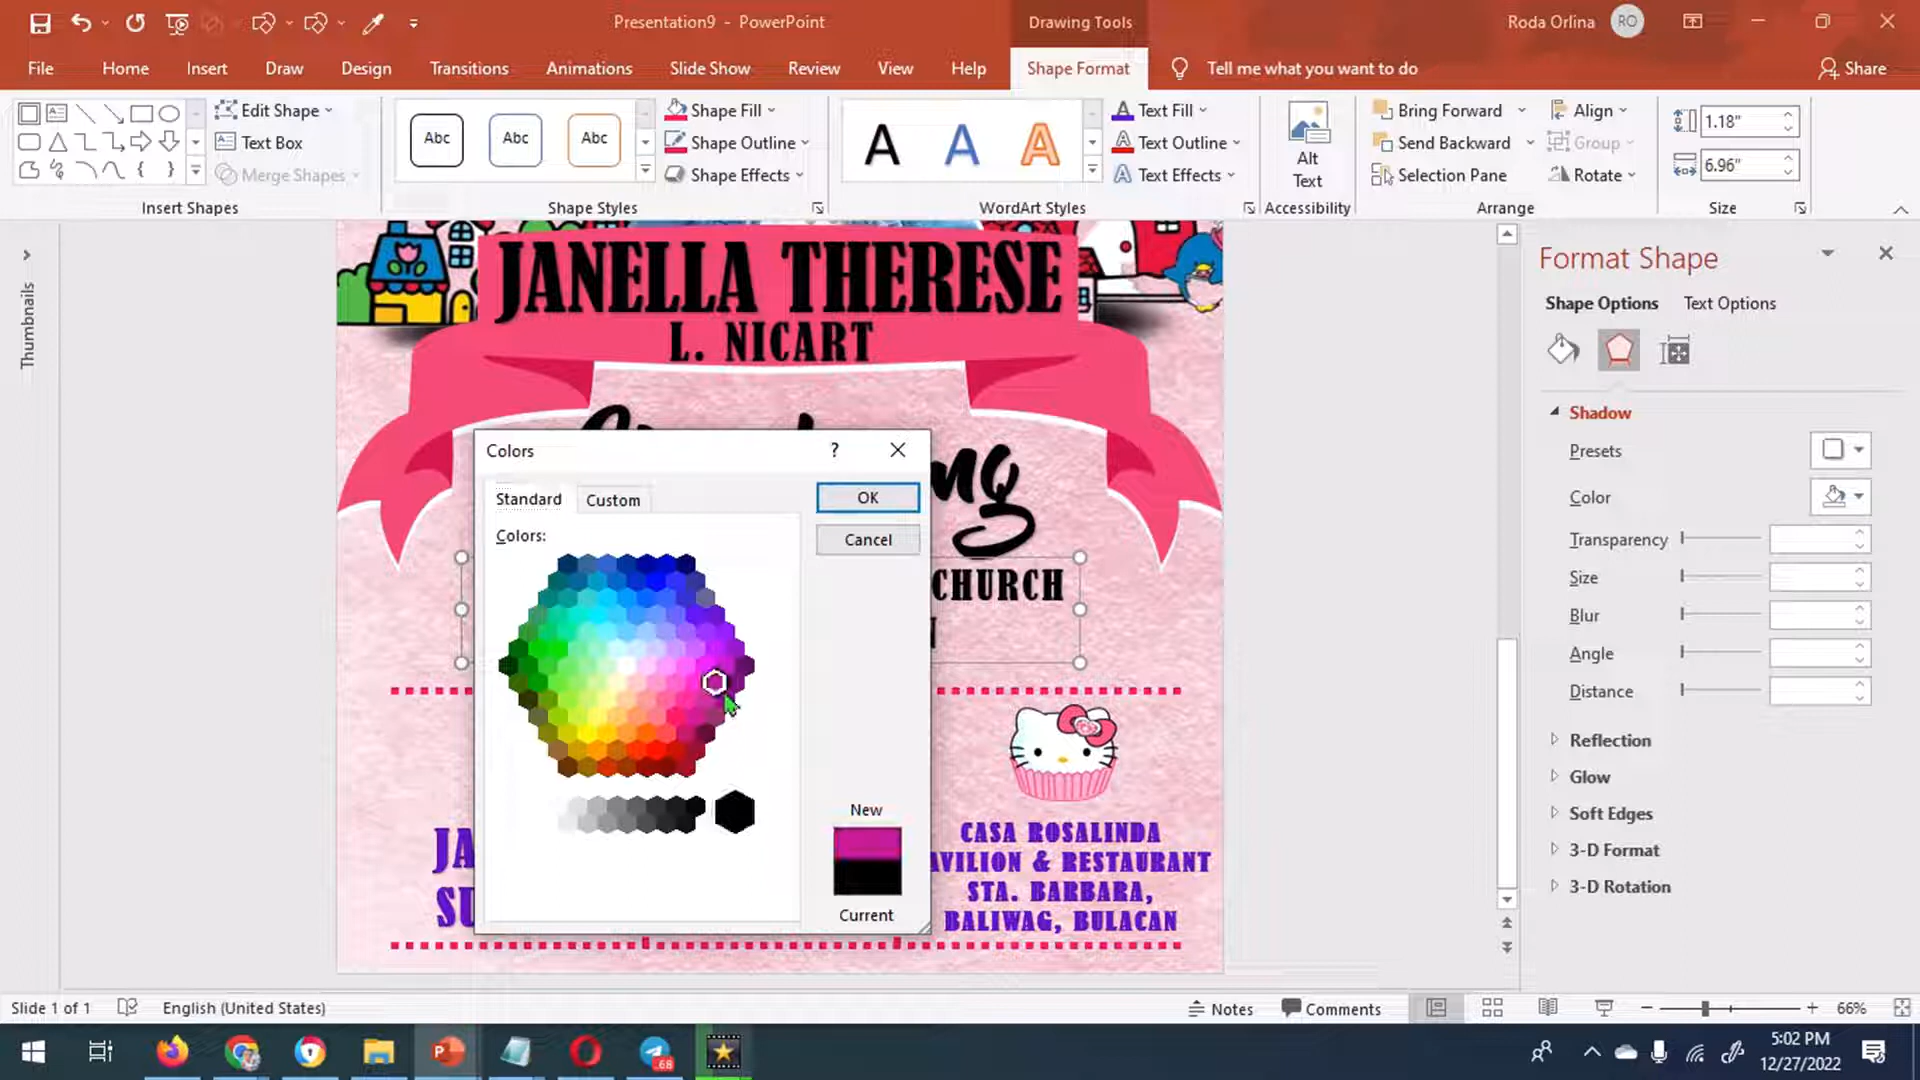 Presentation9 - PowerPoint
Drawing Tools
Roda Orlina
RO
File
Home
Insert
Draw
Design
Transitions
Animations
Slide Show
Review
View
Help
Shape Format
Tell me what you want to do
Share
Edit Shape
Text Box
Merge Shapes
Insert Shapes
Abc
Abc
Abc
Shape Fill
Shape Outline
Shape Effects
Shape Styles
A
A
A
Text Fill
Text Outline
Text Effects
WordArt Styles
Alt
Text
Accessibility
Bring Forward
Send Backward
Selection Pane
Align
Group
Rotate
Arrange
1.18"
6.96"
Size
Thumbnails
JANELLA THERESE
L. NICART
CHURCH
CASA ROSALINDA
AVILION & RESTAURANT
STA. BARBARA,
BALIWAG, BULACAN
JA
SU
Colors
?
Standard
Custom
OK
Cancel
Colors:
New
Current
Format Shape
Shape Options
Text Options
Shadow
Presets
Color
Transparency
Size
Blur
Angle
Distance
Reflection
Glow
Soft Edges
3-D Format
3-D Rotation
Slide 1 of 1
English (United States)
Notes
Comments
66%
68
5:02 PM
12/27/2022